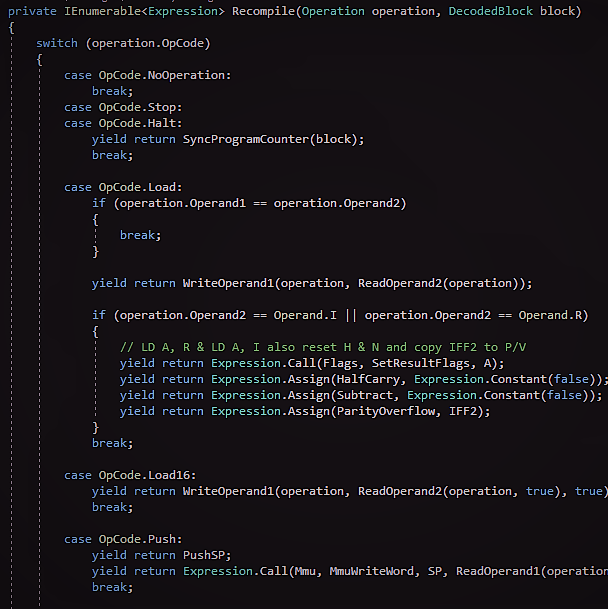 private IEnumerable<Expression> Recompile(Operation operation, DecodedBlock block)
{
switch (operation.OpCode)
{
case OpCode.NoOperation:
break;
case OpCode.Stop:
case OpCode.Halt:
yield return SyncProgramCounter(block);
break;
case OpCode.Load:
if (operation.Operand1 == operation.Operand2)
{
break;
}
yield return WriteOperand1(operation, ReadOperand2(operation));
if (operation.Operand2 == Operand.I || operation.Operand2 == Operand.R)
{
// LD A, R & LD A, I also reset H & N and copy IFF2 to P/V
yield return Expression.Call(Flags, SetResultFlags, A);
yield return Expression.Assign(HalfCarry, Expression.Constant(false));
yield return Expression.Assign(Subtract, Expression.Constant(false));
yield return Expression.Assign(ParityOverflow, IFF2);
}
break;
case OpCode.Load16:
yield return WriteOperand1(operation, ReadOperand2(operation, true), true)
break;
case OpCode.Push:
yield return PushSP;
yield return Expression.Call(Mmu, MmuWriteWord, SP, ReadOperand1(operation
break;